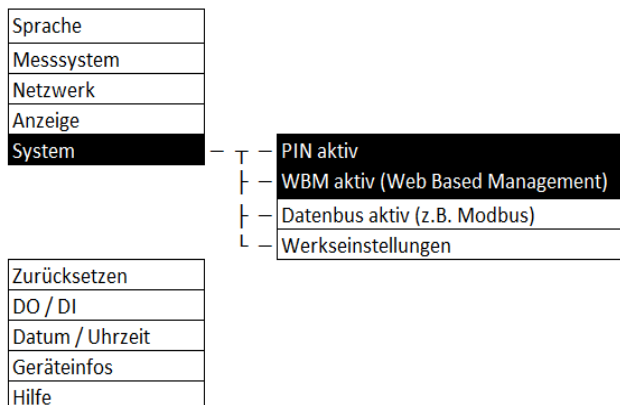 Sprache
Messsystem
Netzwerk
Anzeige
System
PIN aktiv
WBM aktiv (Web Based Management)
Datenbus aktiv (z.B. Modbus)
Werkseinstellungen
Zurücksetzen
DO / DI
Datum / Uhrzeit
Geräteinfos
Hilfe